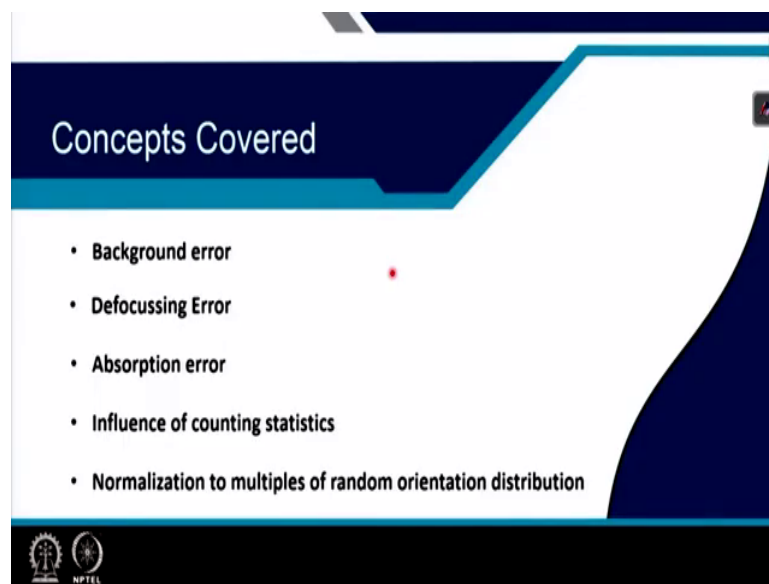 Concepts Covered
• Background error
• Defocussing Error
• Absorption error
• Influence of counting statistics
• Normalization to multiples of random orientation distribution
NPTEL